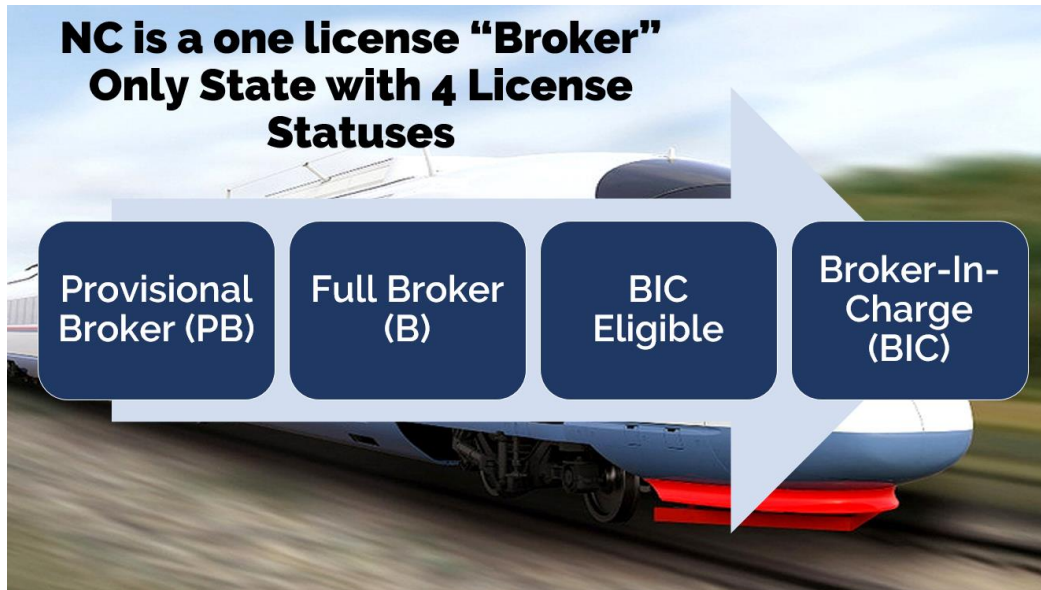 NC is a one license “Broker”
Only State with 4 License
Statuses
Provisional
Broker (PB)
Full Broker
(B)
BIC
Eligible
Broker-In-
Charge
(BIC)